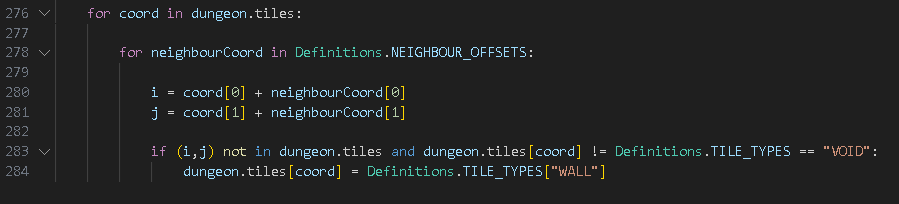 276 for coord in dungeon.tiles:
277
278 for neighbourCoord in Definitions.NEIGHBOUR_OFFSETS:
279
280 i = coord[0] + neighbourCoord[0]
281 j = coord[1] + neighbourCoord[1]
282
283 if (i,j) not in dungeon.tiles and dungeon.tiles[coord] != Definitions.TILE_TYPES == "VOID":
284 dungeon.tiles[coord] = Definitions.TILE_TYPES["WALL"]